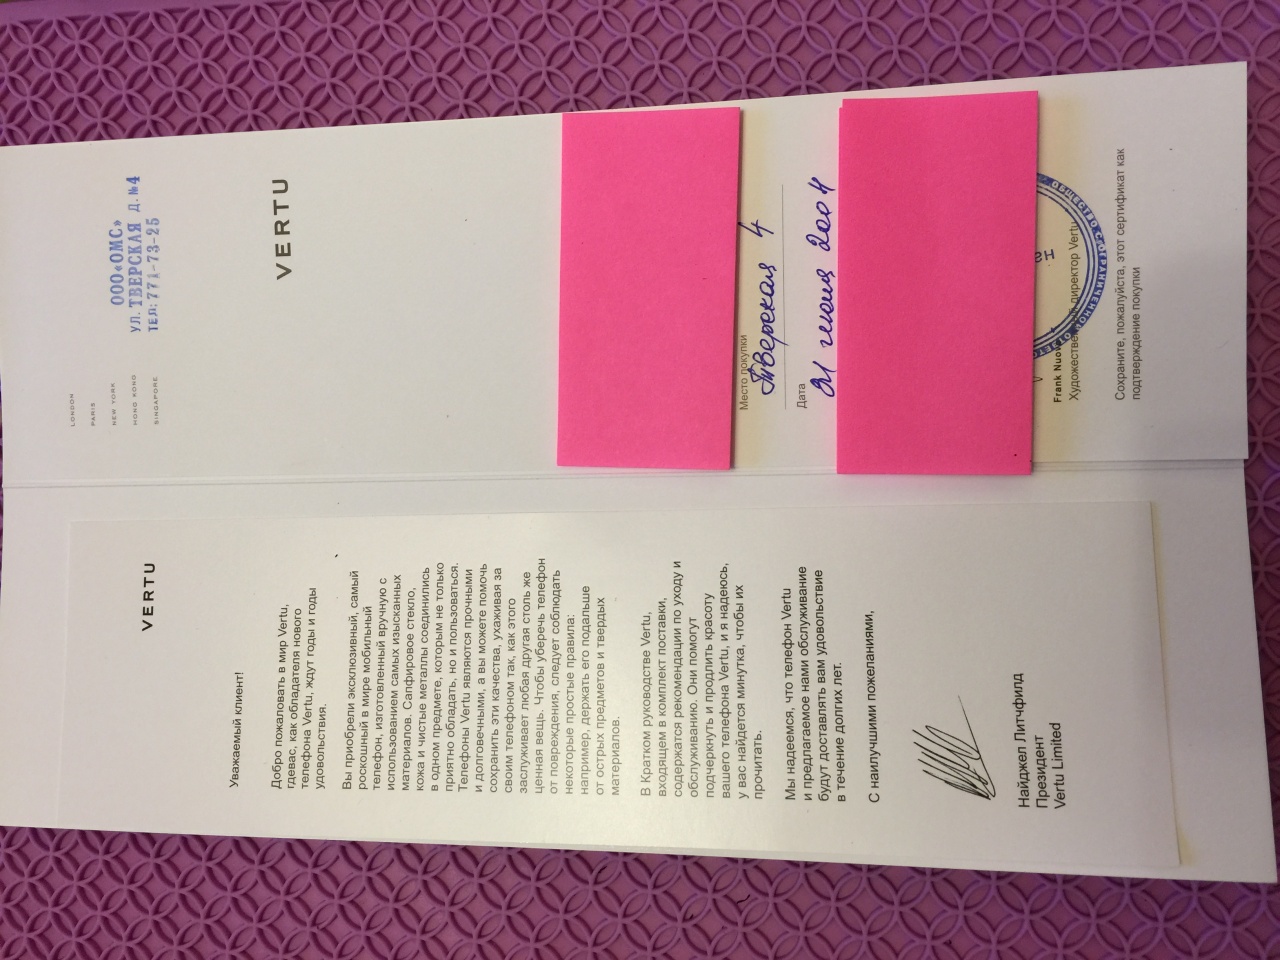 VERTU
Уважаемый клиент!
Добро пожаловать в мир Vertu,
гдевас, как обладателя нового
телефона Vertu, ждут годы и годы
удовольствия.
Вы приобрели эксклюзивный, самый
роскошный в мире мобильный
телефон, изготовленный вручную с
использованием самых изысканных
материалов. Сапфировое стекло,
кожа и чистые металлы соединились
в одном предмете, которым не только
приятно обладать, но и пользоваться.
Телефоны Vertu являются прочными
и долговечными, а вы можете помочь
сохранить эти качества, ухаживая за
своим телефоном так, как этого
заслуживает любая другая столь же
ценная вещь. Чтобы уберечь телефон
от повреждения, следует соблюдать
некоторые простые правила:
например, держать его подальше
от острых предметов и твердых
материалов.
В Кратком руководстве Vertu,
входящем в комплект поставки,
содержатся рекомендации по уходу и
обслуживанию. Они помогут
подчеркнуть и продлить красоту
вашего телефона Vertu, и я надеюсь,
у вас найдется минутка, чтобы их
прочитать.
Мы надеемся, что телефон Vertu
и предлагаемое нами обслуживание
будут доставлять вам удовольствие
в течение долгих лет.
С наилучшими пожеланиями,
Найджел Литчфилд
Президент
Vertu Limited
LONDON
PARIS
NEW YORK
HONG KONG
SINGAPORE
ООО«ОМС»
УЛ. ТВЕРСКАЯ Д.№4
ТЕЛ: 771-73-25
VERTU
Место покупки
Тверская 4
Дата
21 июня 2004
ОБЩЕСТВО С ОГРАНИЧЕННОЙ
Frank Nuovo
Художественный директор Vertu
Сохраните, пожалуйста, этот сертификат как
подтверждение покупки